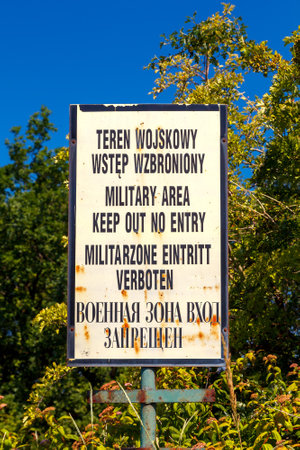 TEREN WOJSKOWY
WSTĘP WZBRONIONY
MILITARY AREA
KEEP OUT NO ENTRY
MILITARZONE EINTRITT
VERBOTEN
ВОЕННАЯ ЗОНА ВХОД
ЗАПРЕЩЕН